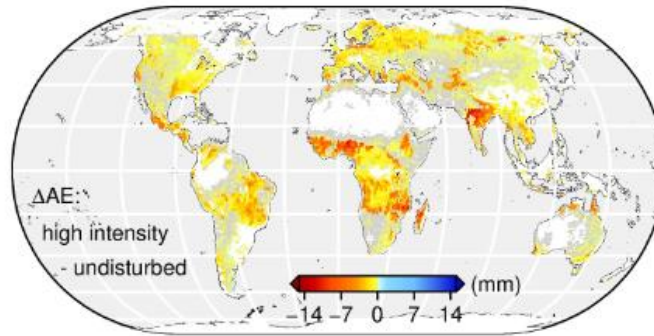 ΔAE:
high intensity
- undisturbed
(mm)
−14 −7 0 7 14